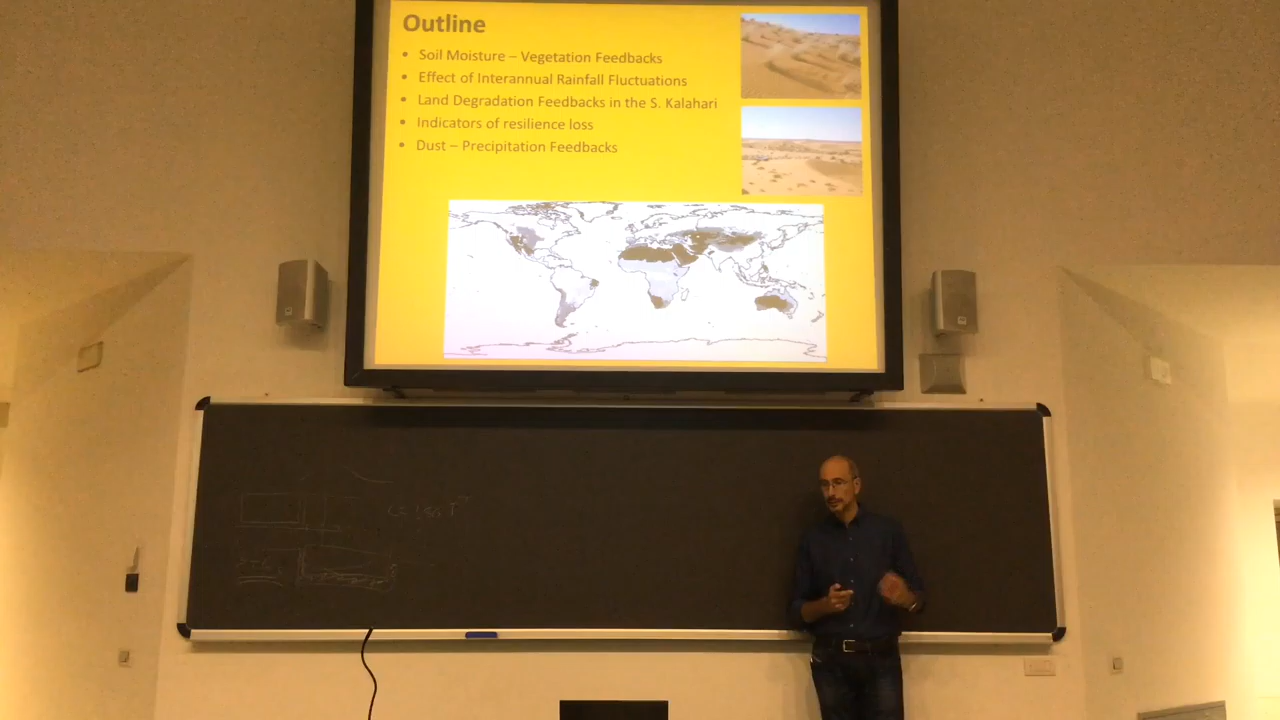 Outline
• Soil Moisture – Vegetation Feedbacks
• Effect of Interannual Rainfall Fluctuations
• Land Degradation Feedbacks in the S. Kalahari
• Indicators of resilience loss
• Dust – Precipitation Feedbacks